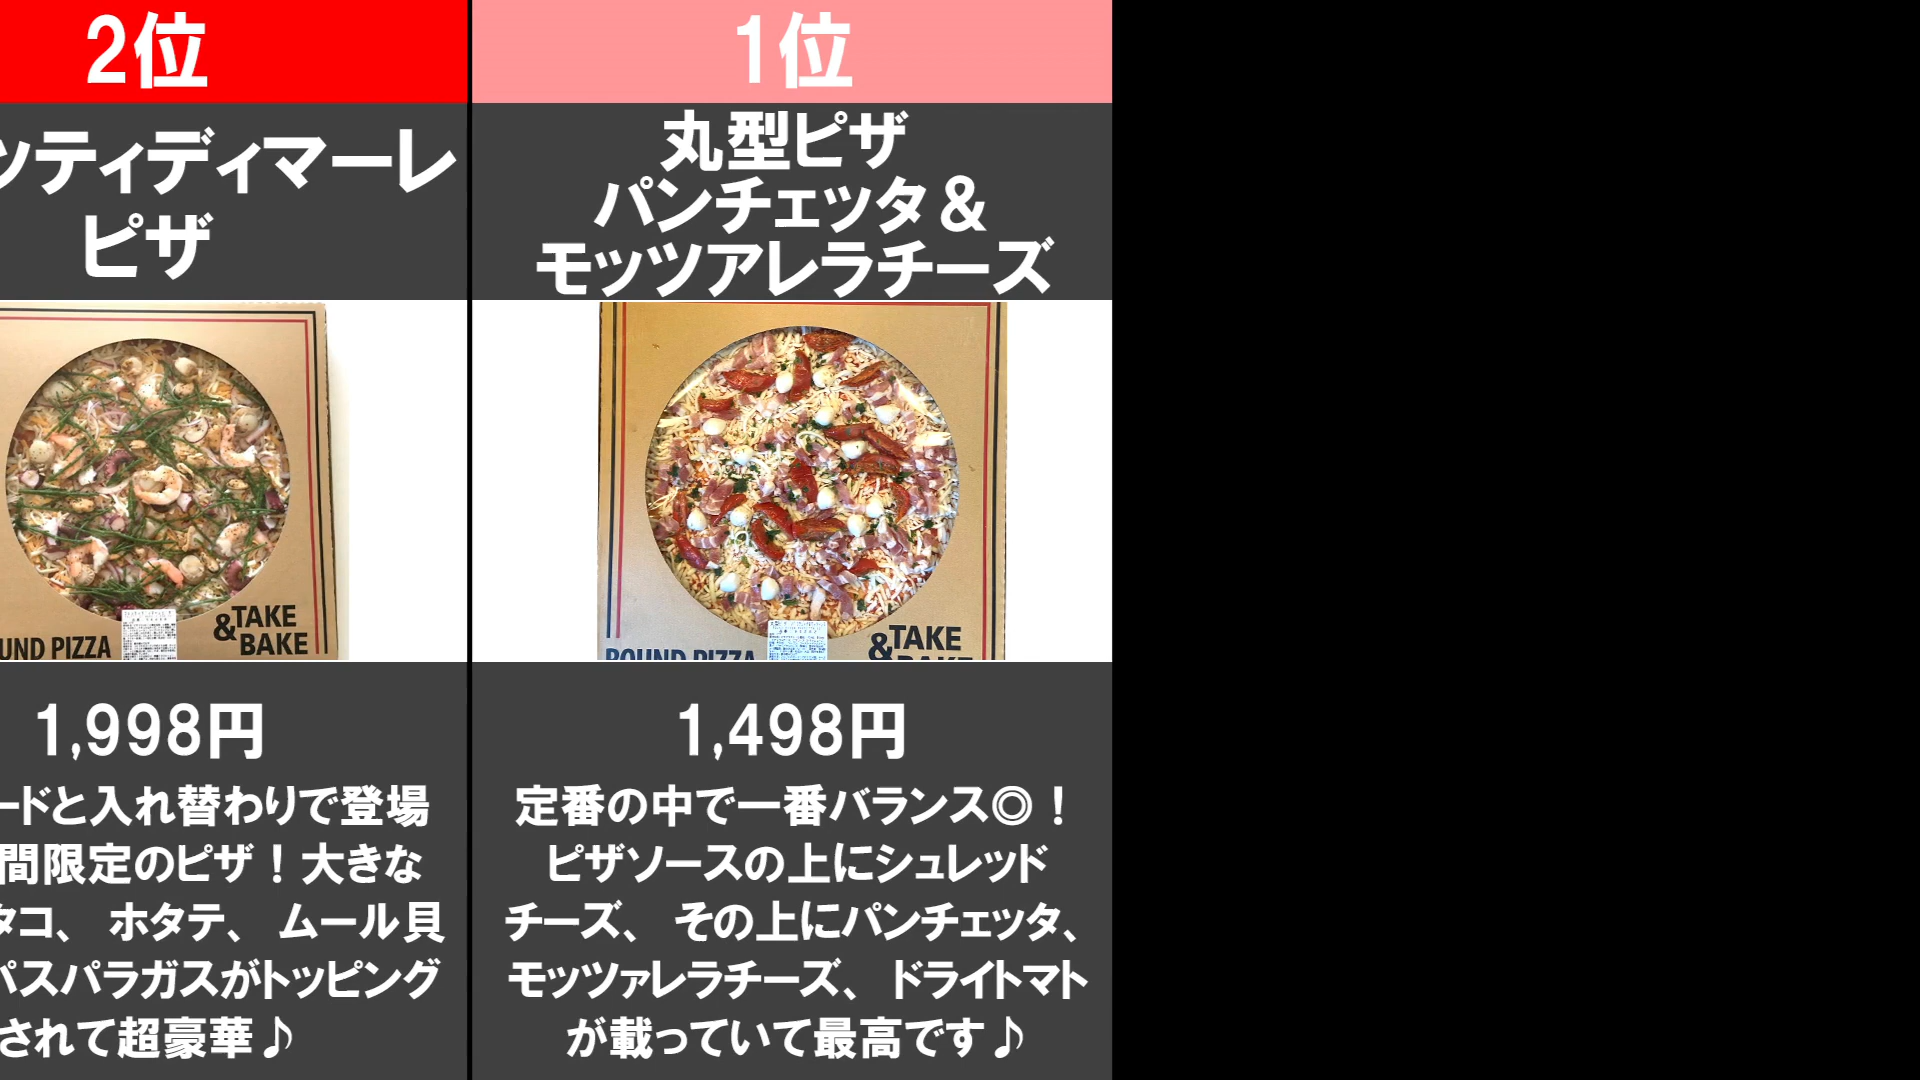 2位
ツティディマーレ
ピザ
UND PIZZA
&TAKE
BAKE
1,998円
ードと入れ替わりで登場
間限定のピザ！大きな
タコ、ホタテ、ムール貝
パスパラガスがトッピング
されて超豪華♪
1位
丸型ピザ
パンチェッタ＆
モッツアレラチーズ
ROUND PIZZA
&TAKE
BAKE
1,498円
定番の中で一番バランス◎！
ピザソースの上にシュレッド
チーズ、その上にパンチェッタ、
モッツァレラチーズ、ドライトマト
が載っていて最高です♪